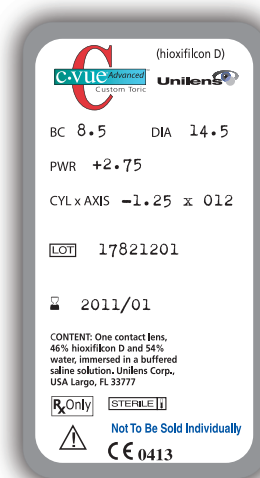 (hioxifilcon D)
C
c·vue Advanced
Custom Toric
Unilens
BC 8.5 DIA 14.5
PWR +2.75
CYL x AXIS -1.25 x 012
LOT 17821201
2011/01
CONTENT: One contact lens,
46% hioxifilcon D and 54%
water, immersed in a buffered
saline solution. Unilens Corp.,
USA Largo, FL 33777
RxOnly STERILE
Not To Be Sold Individually
CE 0413